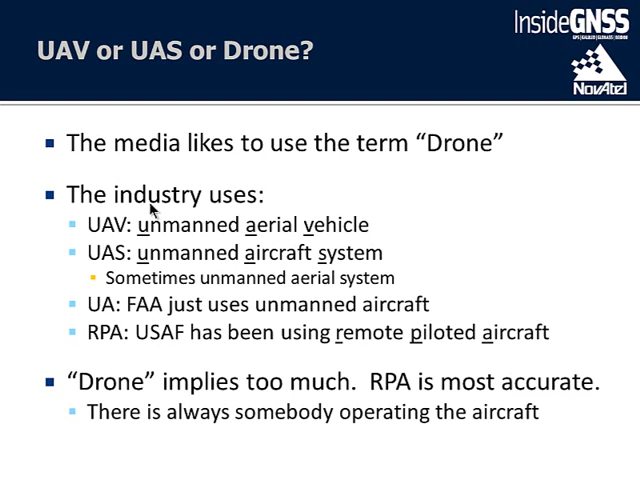 InsideGNSS
UAV or UAS or Drone?
NovAtel
The media likes to use the term “Drone”
The industry uses:
UAV: unmanned aerial vehicle
UAS: unmanned aircraft system
Sometimes unmanned aerial system
UA: FAA just uses unmanned aircraft
RPA: USAF has been using remote piloted aircraft
“Drone” implies too much.  RPA is most accurate.
There is always somebody operating the aircraft